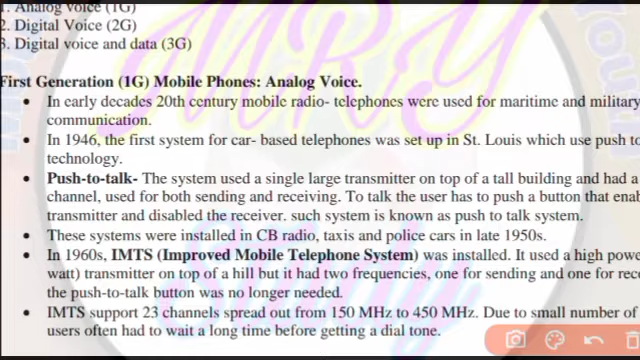 1. Analog voice (1G)
2. Digital Voice (2G)
3. Digital voice and data (3G)
First Generation (1G) Mobile Phones: Analog Voice.
• In early decades 20th century mobile radio- telephones were used for maritime and military
communication.
• In 1946, the first system for car- based telephones was set up in St. Louis which use push to
technology.
• Push-to-talk- The system used a single large transmitter on top of a tall building and had a
channel, used for both sending and receiving. To talk the user has to push a button that enab
transmitter and disabled the receiver. such system is known as push to talk system.
• These systems were installed in CB radio, taxis and police cars in late 1950s.
• In 1960s, IMTS (Improved Mobile Telephone System) was installed. It used a high powe
watt) transmitter on top of a hill but it had two frequencies, one for sending and one for rece
the push-to-talk button was no longer needed.
• IMTS support 23 channels spread out from 150 MHz to 450 MHz. Due to small number of
users often had to wait a long time before getting a dial tone.